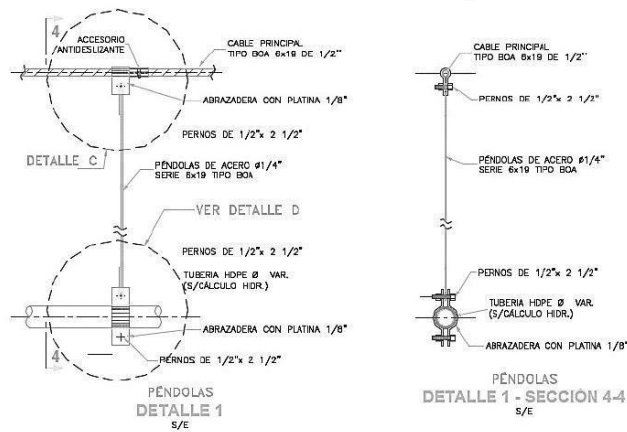 4
ACCESORIO
ANTIDESLIZANTE
CABLE PRINCIPAL
TIPO BOA 6x19 DE 1/2"
ABRAZADERA CON PLATINA 1/8"
PERNOS DE 1/2"x 2 1/2"
DETALLE C
PÉNDOLAS DE ACERO Ø1/4"
SERIE 6x19 TIPO BOA
VER DETALLE D
PERNOS DE 1/2"x 2 1/2"
TUBERIA HDPE Ø VAR.
(S/CÁLCULO HIDR.)
ABRAZADERA CON PLATINA 1/8"
4
PERNOS DE 1/2"x 2 1/2"
PÉNDOLAS
DETALLE 1
S/E
CABLE PRINCIPAL
TIPO BOA 6x19 DE 1/2"
PERNOS DE 1/2"x 2 1/2"
PÉNDOLAS DE ACERO Ø1/4"
SERIE 6x19 TIPO BOA
PERNOS DE 1/2"x 2 1/2"
TUBERIA HDPE Ø VAR.
(S/CÁLCULO HIDR.)
ABRAZADERA CON PLATINA 1/8"
PÉNDOLAS
DETALLE 1 - SECCIÓN 4-4
S/E